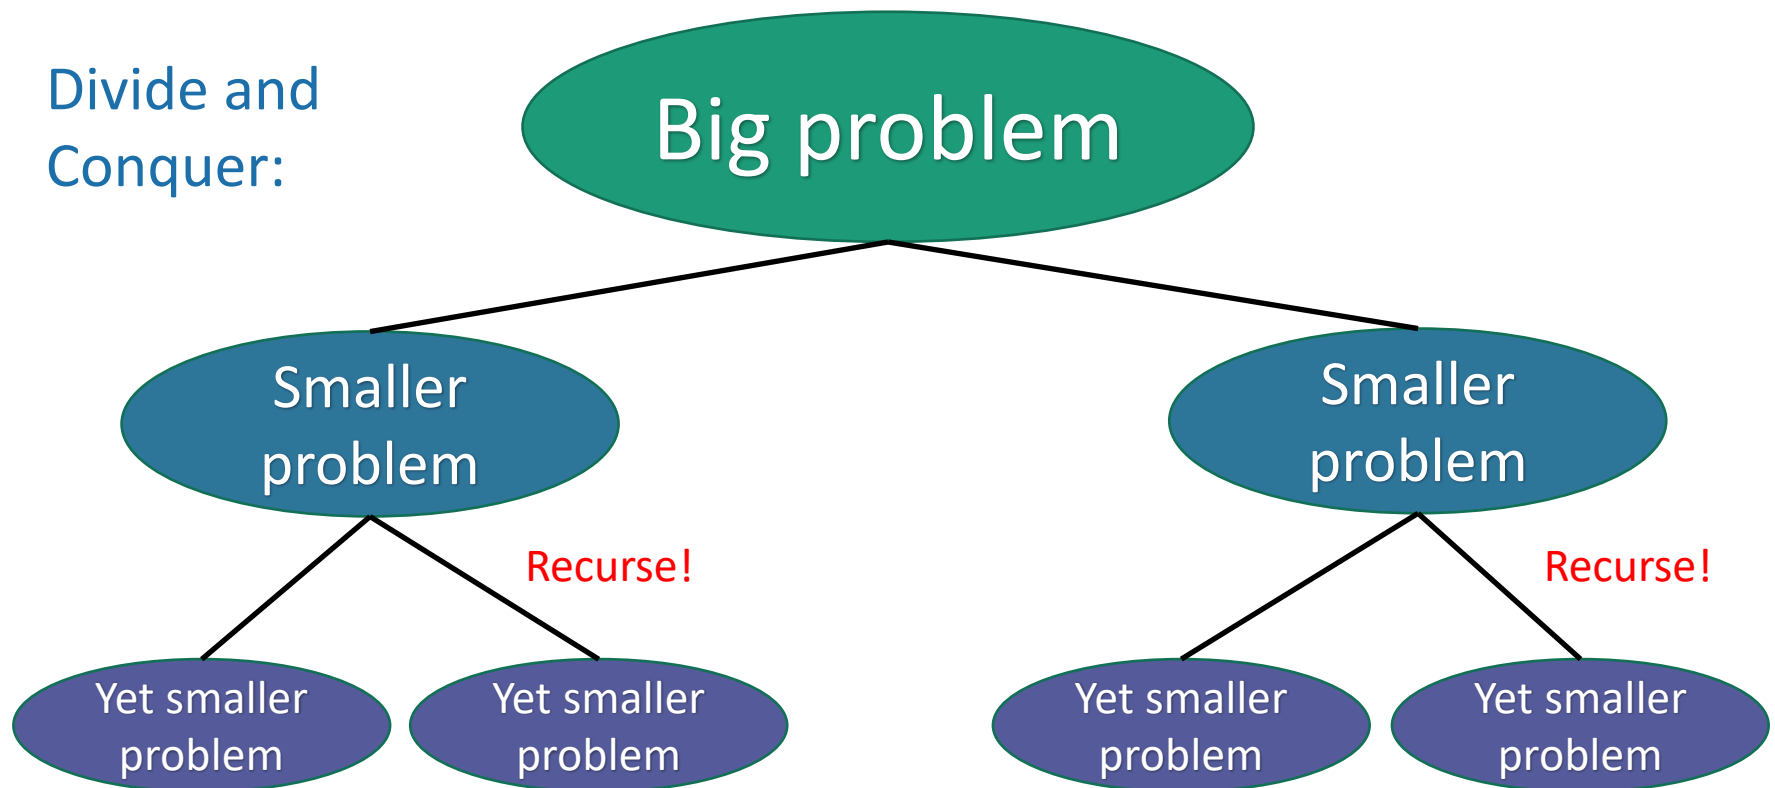 Divide and
Conquer:
Big problem
Smaller
problem
Smaller
problem
Recurse!
Recurse!
Yet smaller
problem
Yet smaller
problem
Yet smaller
problem
Yet smaller
problem